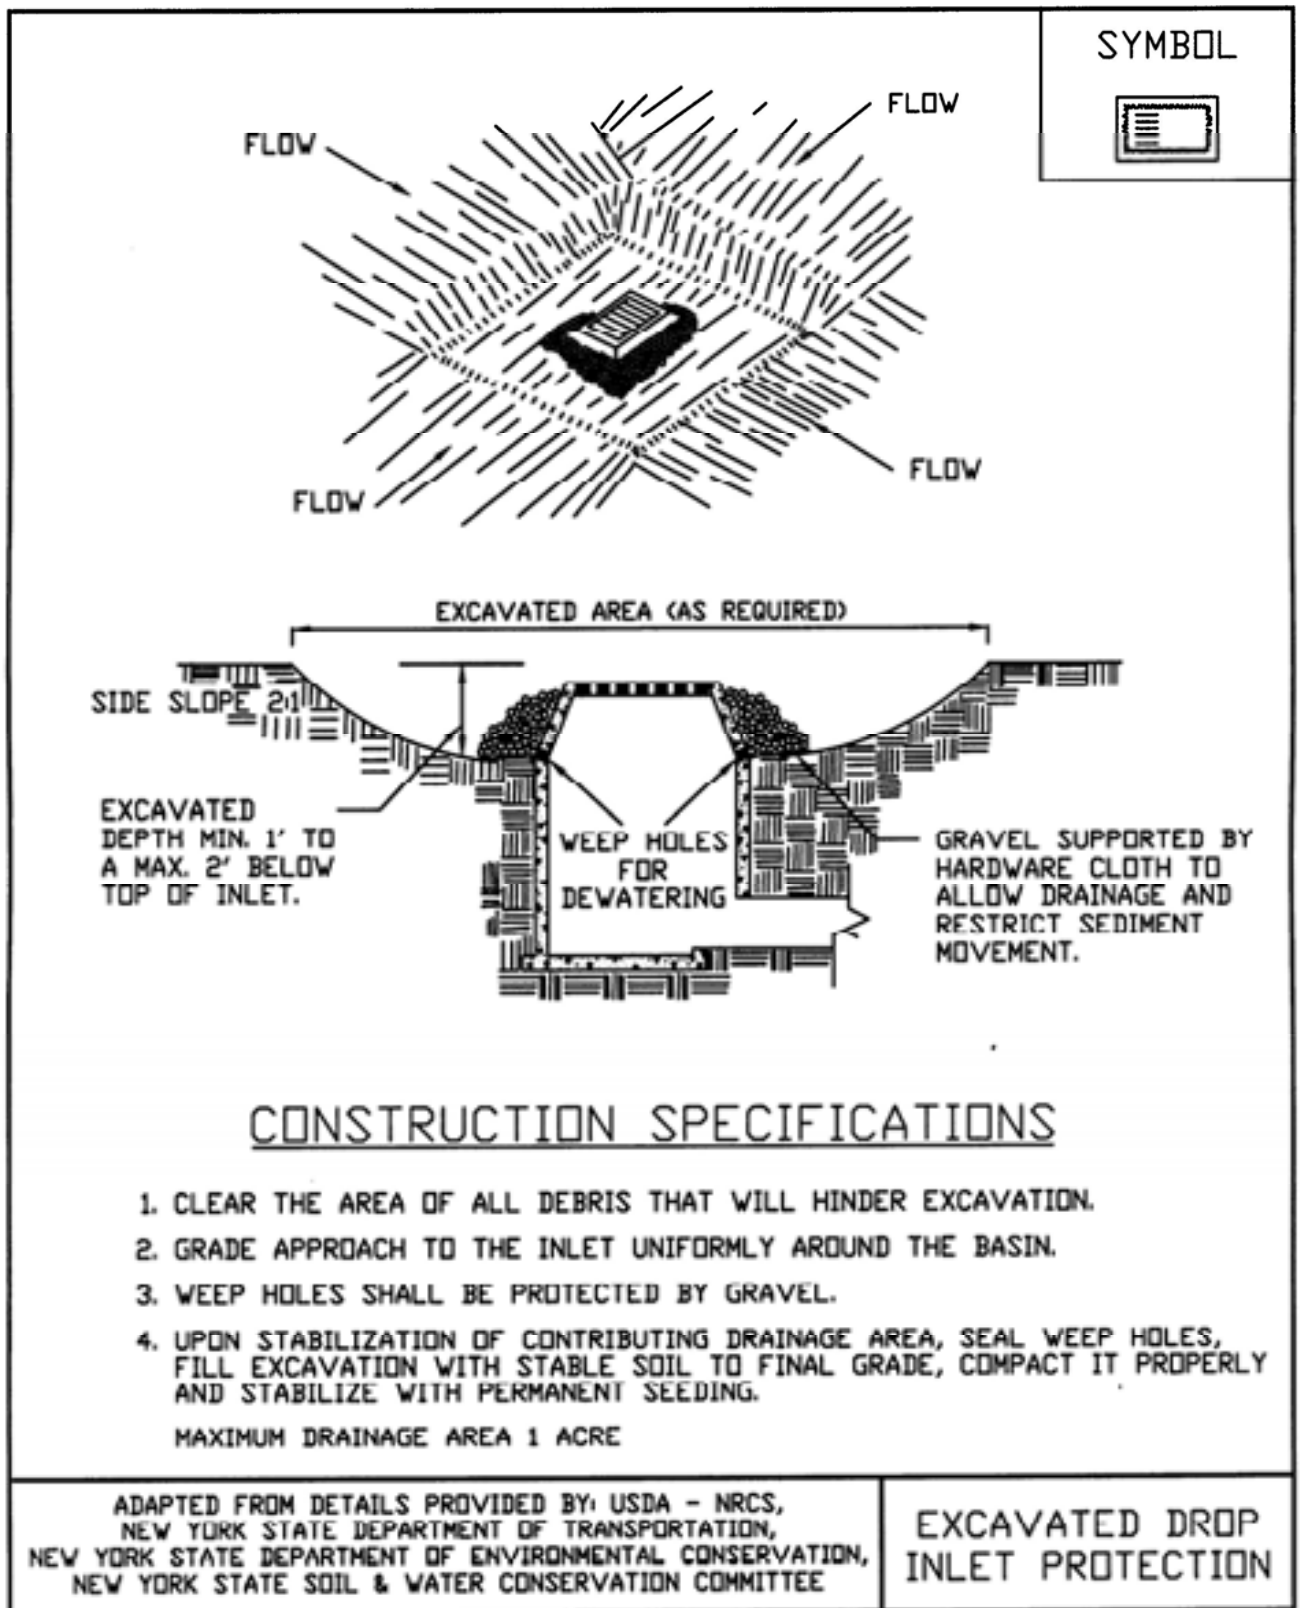 SYMBOL
FLOW
FLOW
FLOW
FLOW
EXCAVATED AREA (AS REQUIRED)
SIDE SLOPE 2:1
EXCAVATED
DEPTH MIN. 1' TO
A MAX. 2' BELOW
TOP OF INLET.
WEEP HOLES
FOR
DEWATERING
GRAVEL SUPPORTED BY
HARDWARE CLOTH TO
ALLOW DRAINAGE AND
RESTRICT SEDIMENT
MOVEMENT.
CONSTRUCTION SPECIFICATIONS
1. CLEAR THE AREA OF ALL DEBRIS THAT WILL HINDER EXCAVATION.
2. GRADE APPROACH TO THE INLET UNIFORMLY AROUND THE BASIN.
3. WEEP HOLES SHALL BE PROTECTED BY GRAVEL.
4. UPON STABILIZATION OF CONTRIBUTING DRAINAGE AREA, SEAL WEEP HOLES,
FILL EXCAVATION WITH STABLE SOIL TO FINAL GRADE, COMPACT IT PROPERLY
AND STABILIZE WITH PERMANENT SEEDING.
MAXIMUM DRAINAGE AREA 1 ACRE
ADAPTED FROM DETAILS PROVIDED BY: USDA - NRCS,
NEW YORK STATE DEPARTMENT OF TRANSPORTATION,
NEW YORK STATE DEPARTMENT OF ENVIRONMENTAL CONSERVATION,
NEW YORK STATE SOIL & WATER CONSERVATION COMMITTEE
EXCAVATED DROP
INLET PROTECTION